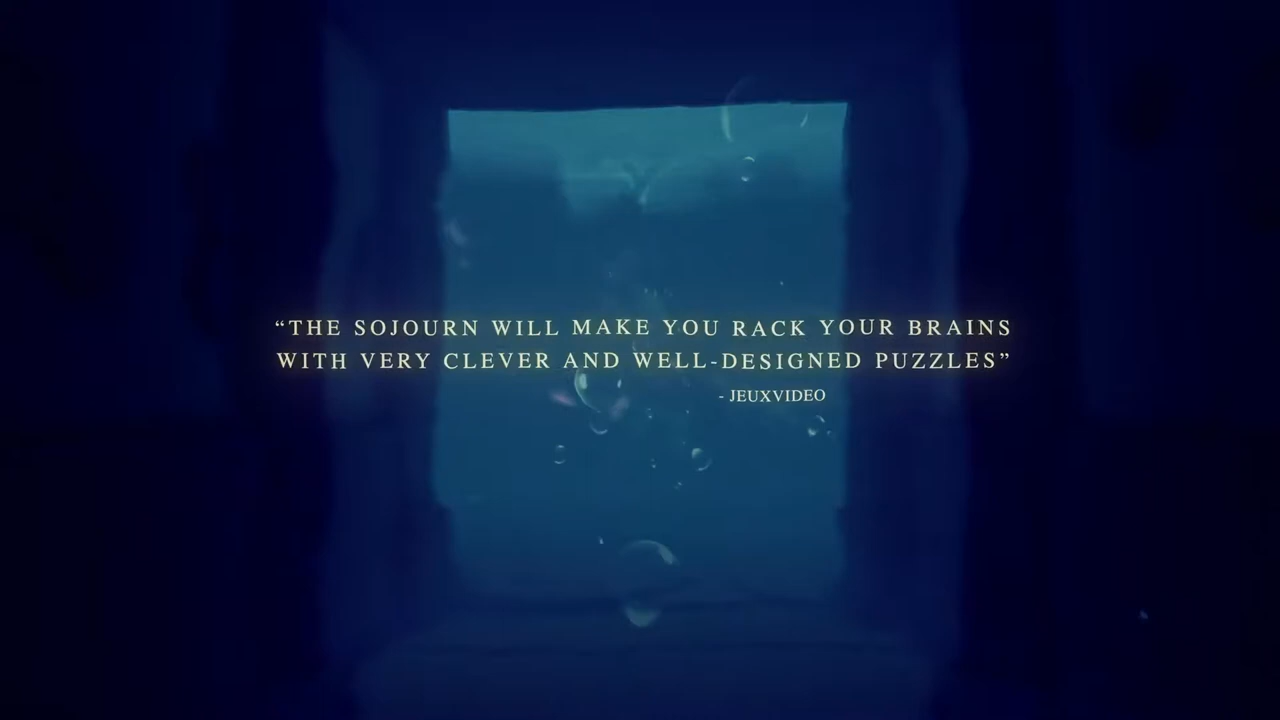 “THE SOJOURN WILL MAKE YOU RACK YOUR BRAINS
WITH VERY CLEVER AND WELL-DESIGNED PUZZLES”
- JEUXVIDEO